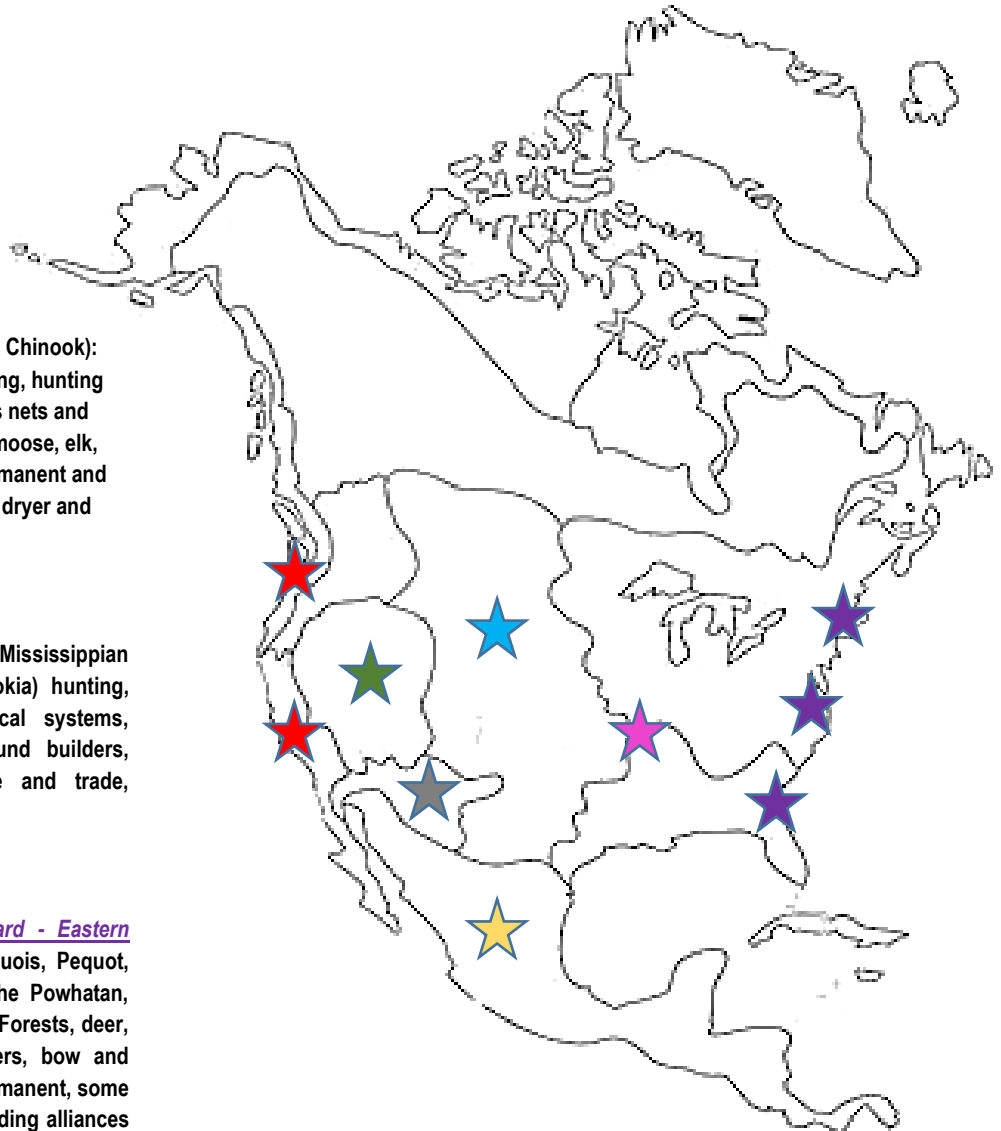 Chinook):
ng, hunting
s nets and
moose, elk,
manent and
dryer and
Mississippian
okia) hunting,
cal systems,
und builders,
e and trade,
ard - Eastern
quois, Pequot,
he Powhatan,
Forests, deer,
ers, bow and
manent, some
ding alliances